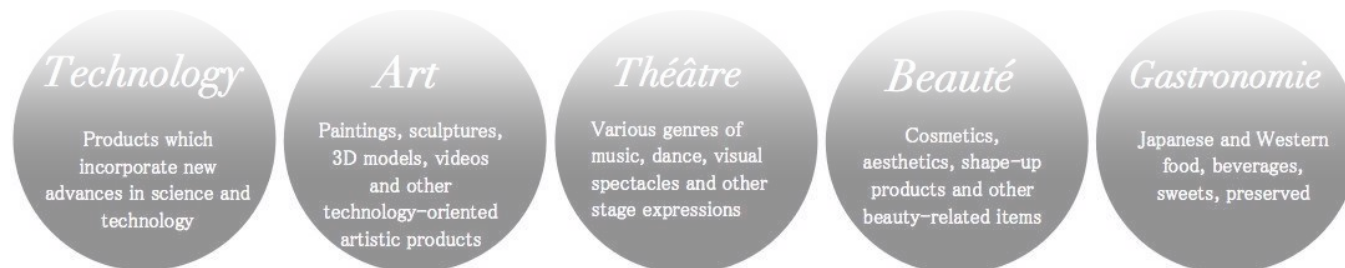 Technology
Products which
incorporate new
advances in science and
technology
Art
Paintings, sculptures,
3D models, videos
and other
technology-oriented
artistic products
Théâtre
Various genres of
music, dance, visual
spectacles and other
stage expressions
Beauté
Cosmetics,
aesthetics, shape-up
products and other
beauty-related items
Gastronomie
Japanese and Western
food, beverages,
sweets, preserved